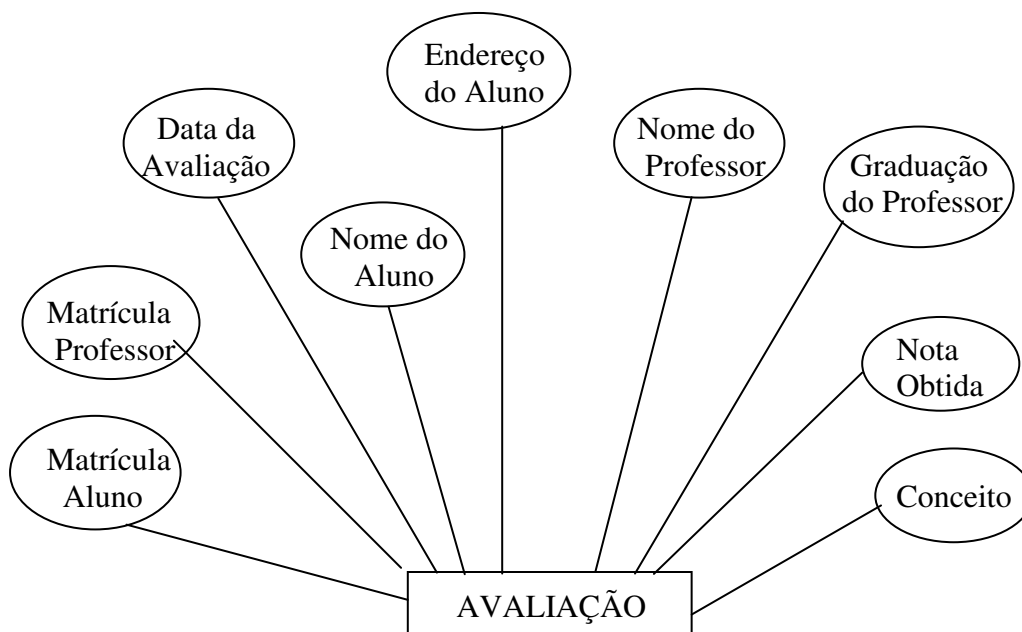 Endereço
do Aluno
Data da
Avaliação
Nome do
Professor
Graduação
do Professor
Nome do
Aluno
Matrícula
Professor
Nota
Obtida
Matrícula
Aluno
Conceito
AVALIAÇÃO